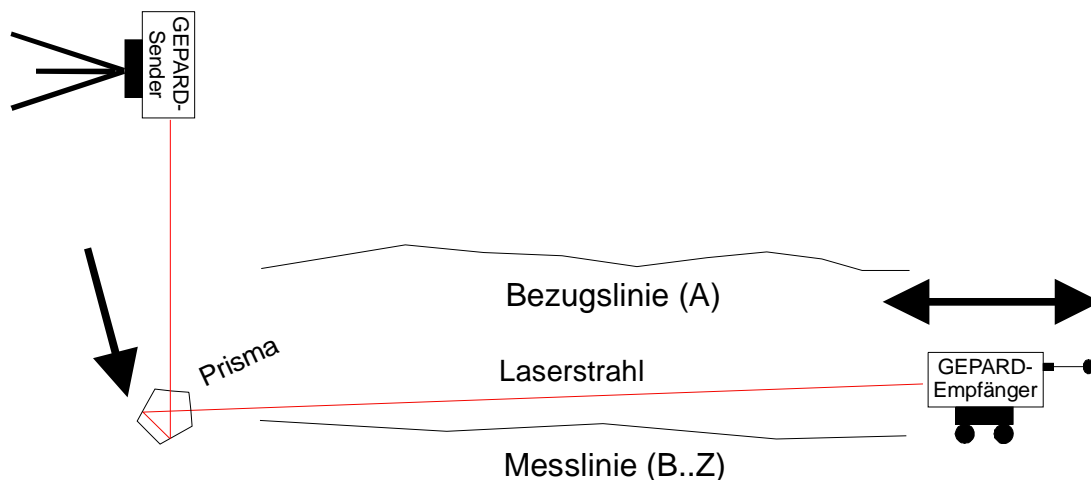 GEPARD-
Sender
Bezugslinie (A)
Prisma
Laserstrahl
GEPARD-
Empfänger
Messlinie (B..Z)